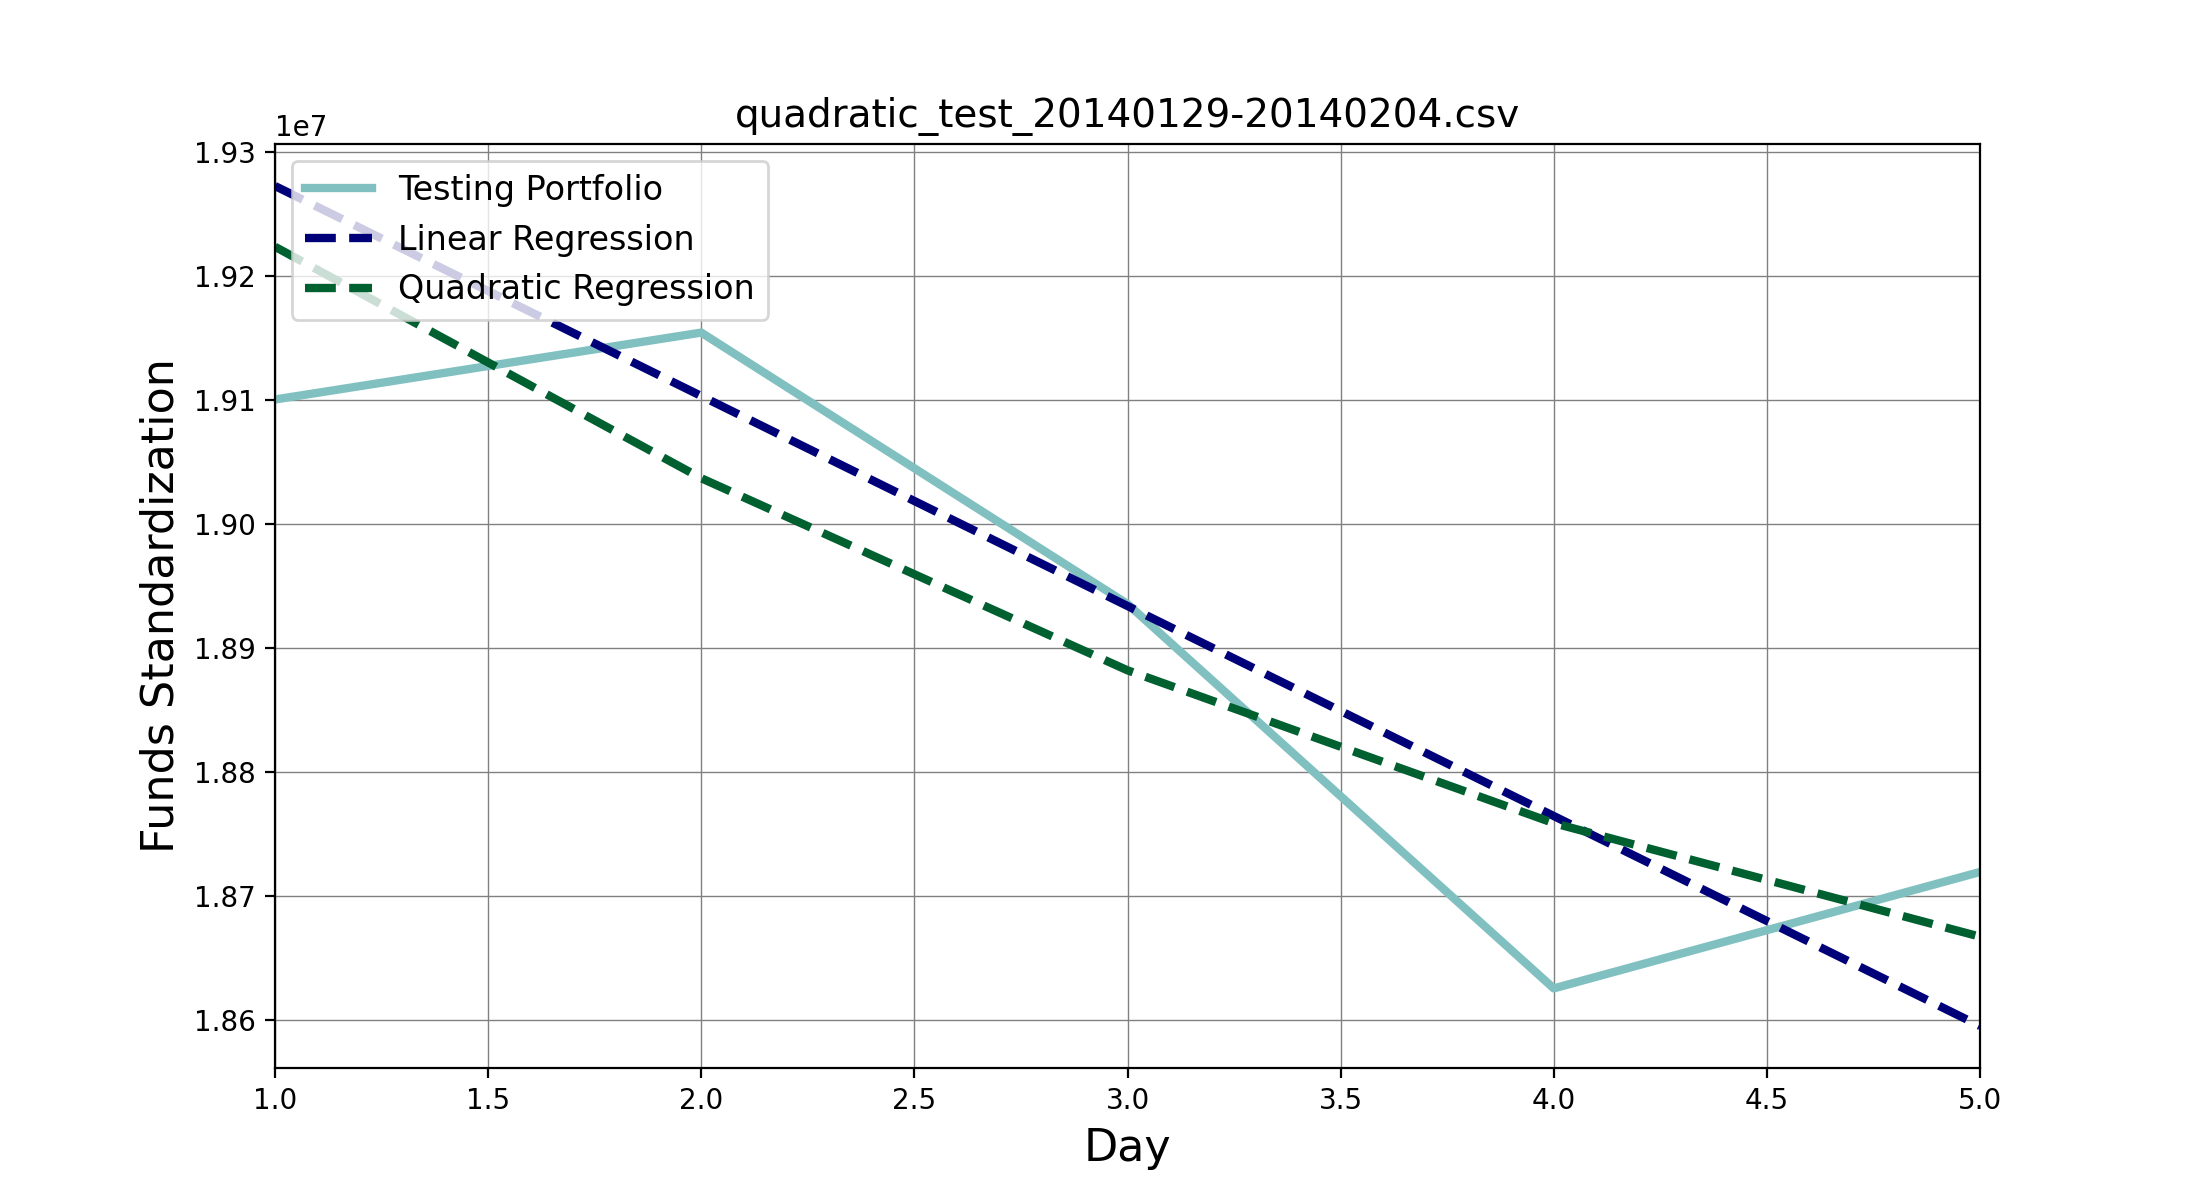 quadratic_test_20140129-20140204.csv
1e7
1.93
1.92
1.91
1.90
1.89
1.88
1.87
1.86
Funds Standardization
Testing Portfolio
Linear Regression
Quadratic Regression
1.0 1.5 2.0 2.5 3.0 3.5 4.0 4.5 5.0
Day